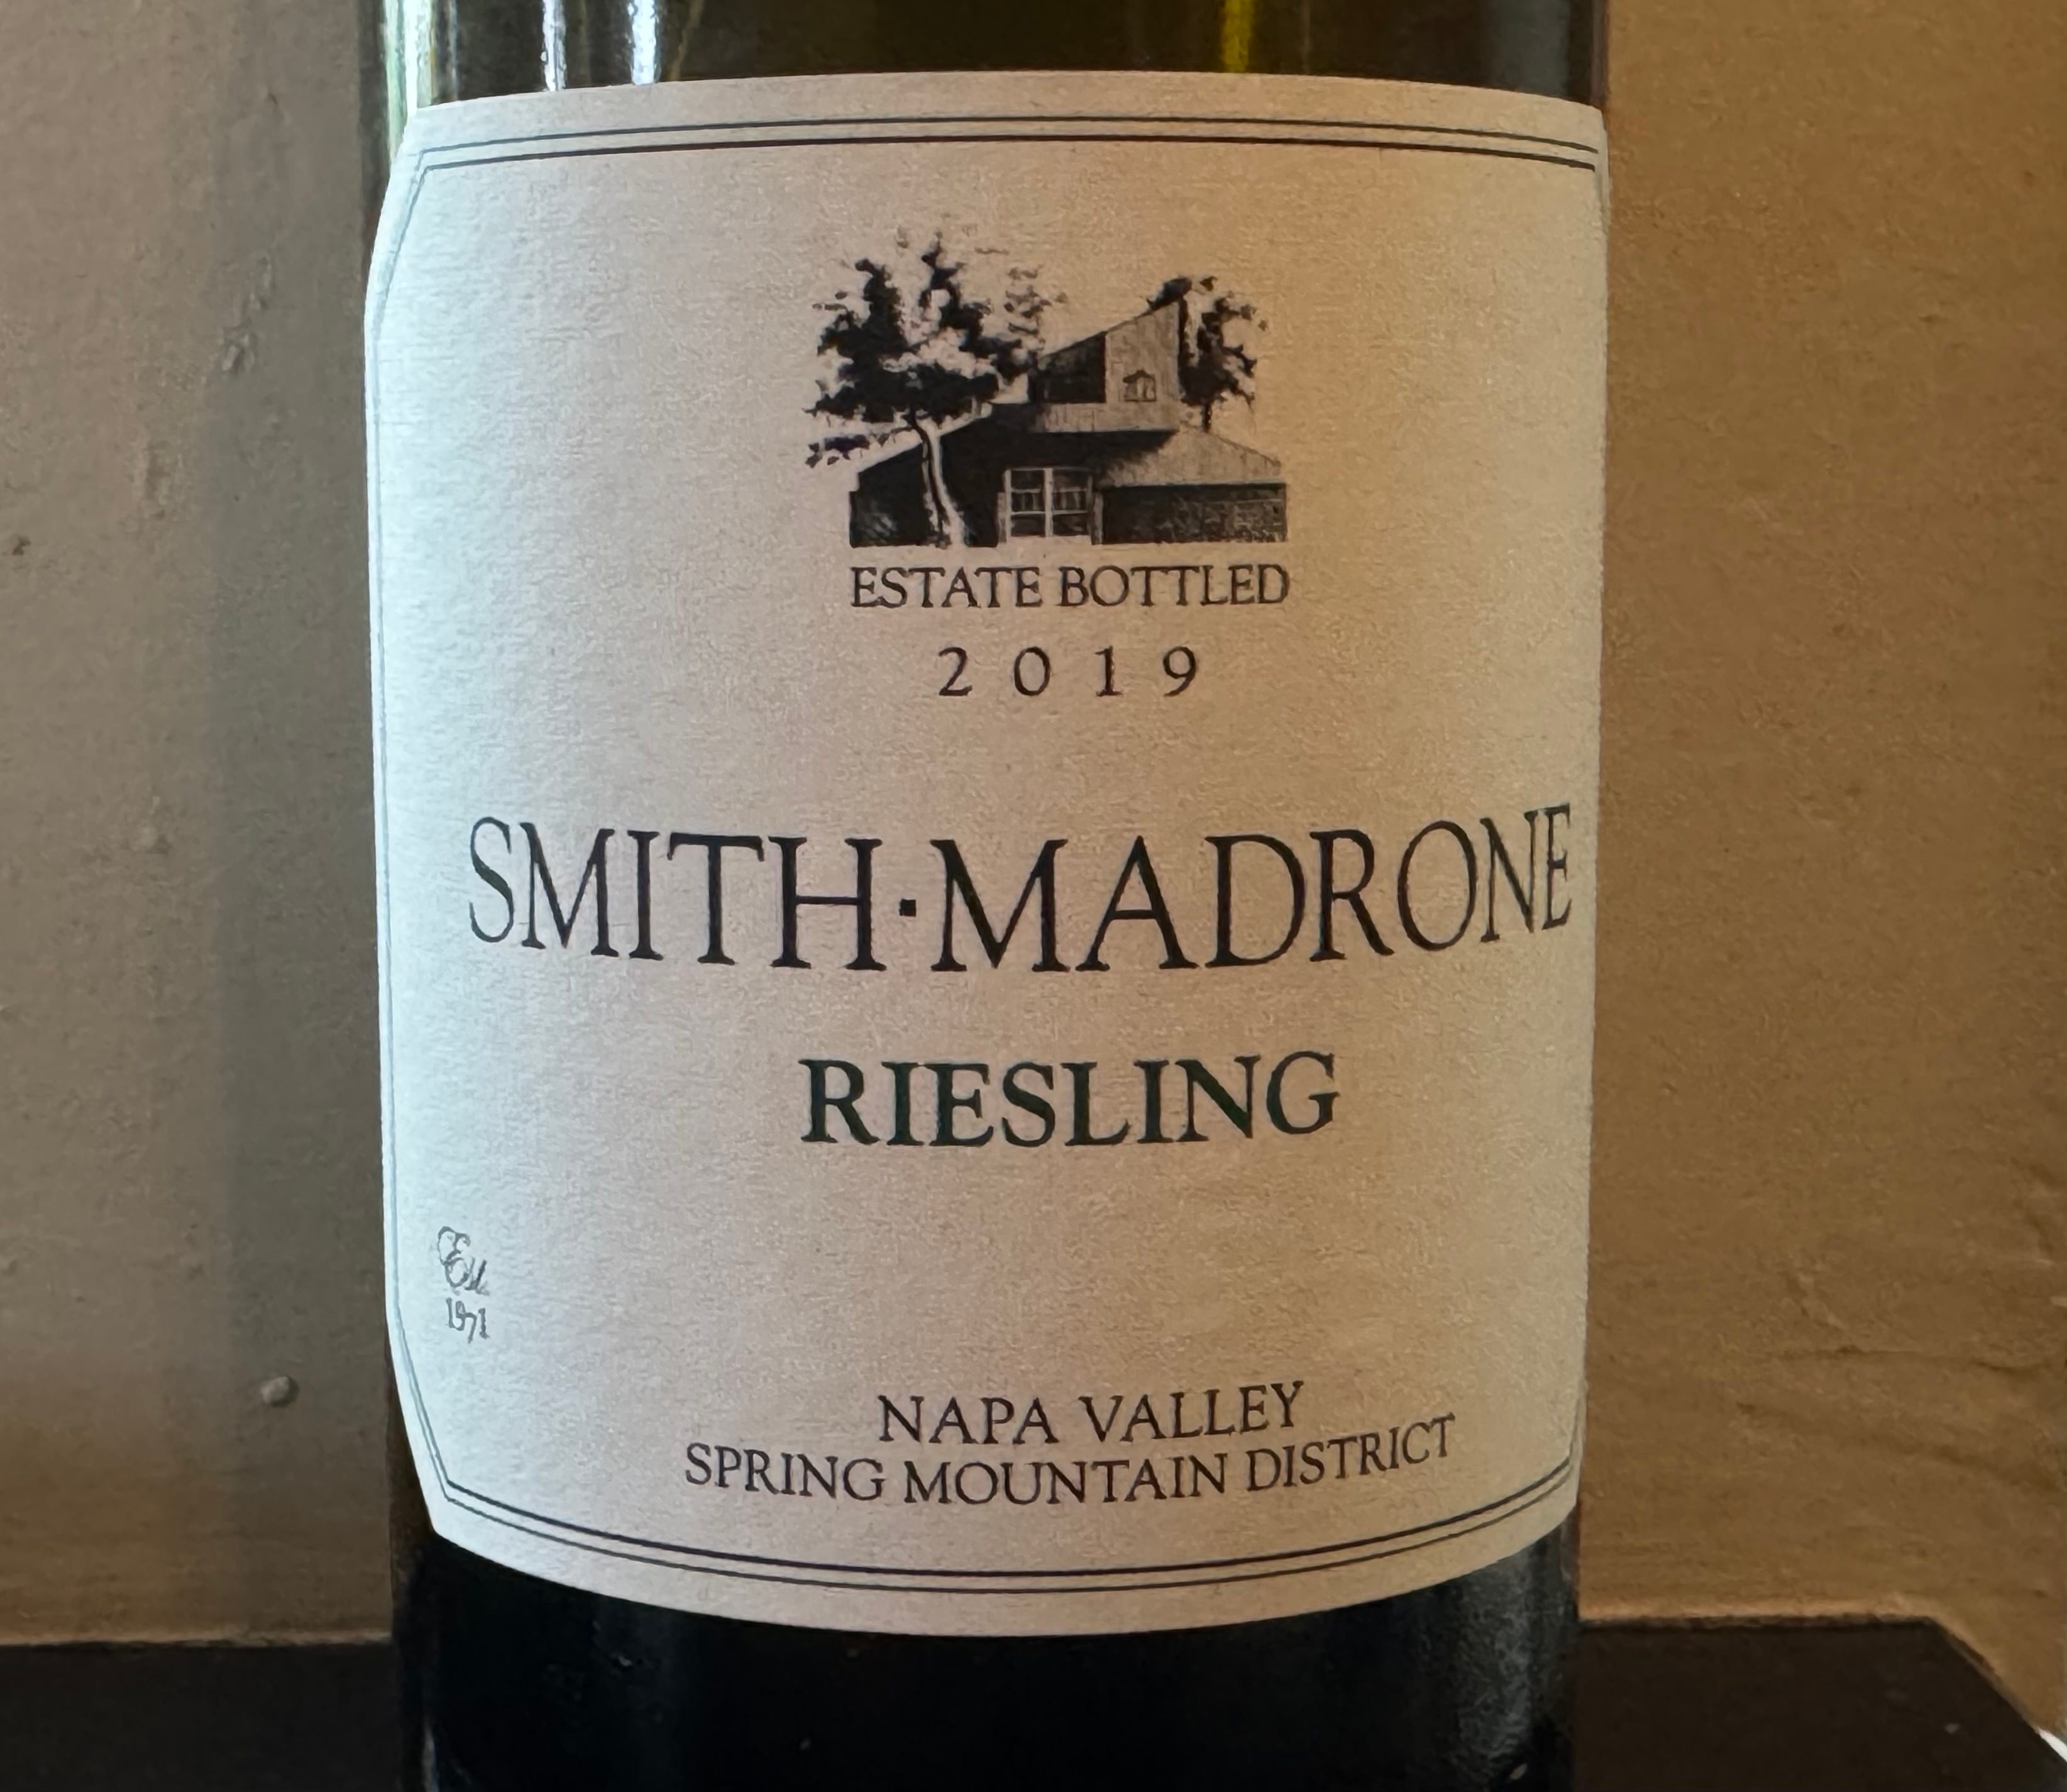 ESTATE BOTTLED
2019
SMITH·MADRONE
RIESLING
1971
NAPA VALLEY
SPRING MOUNTAIN DISTRICT